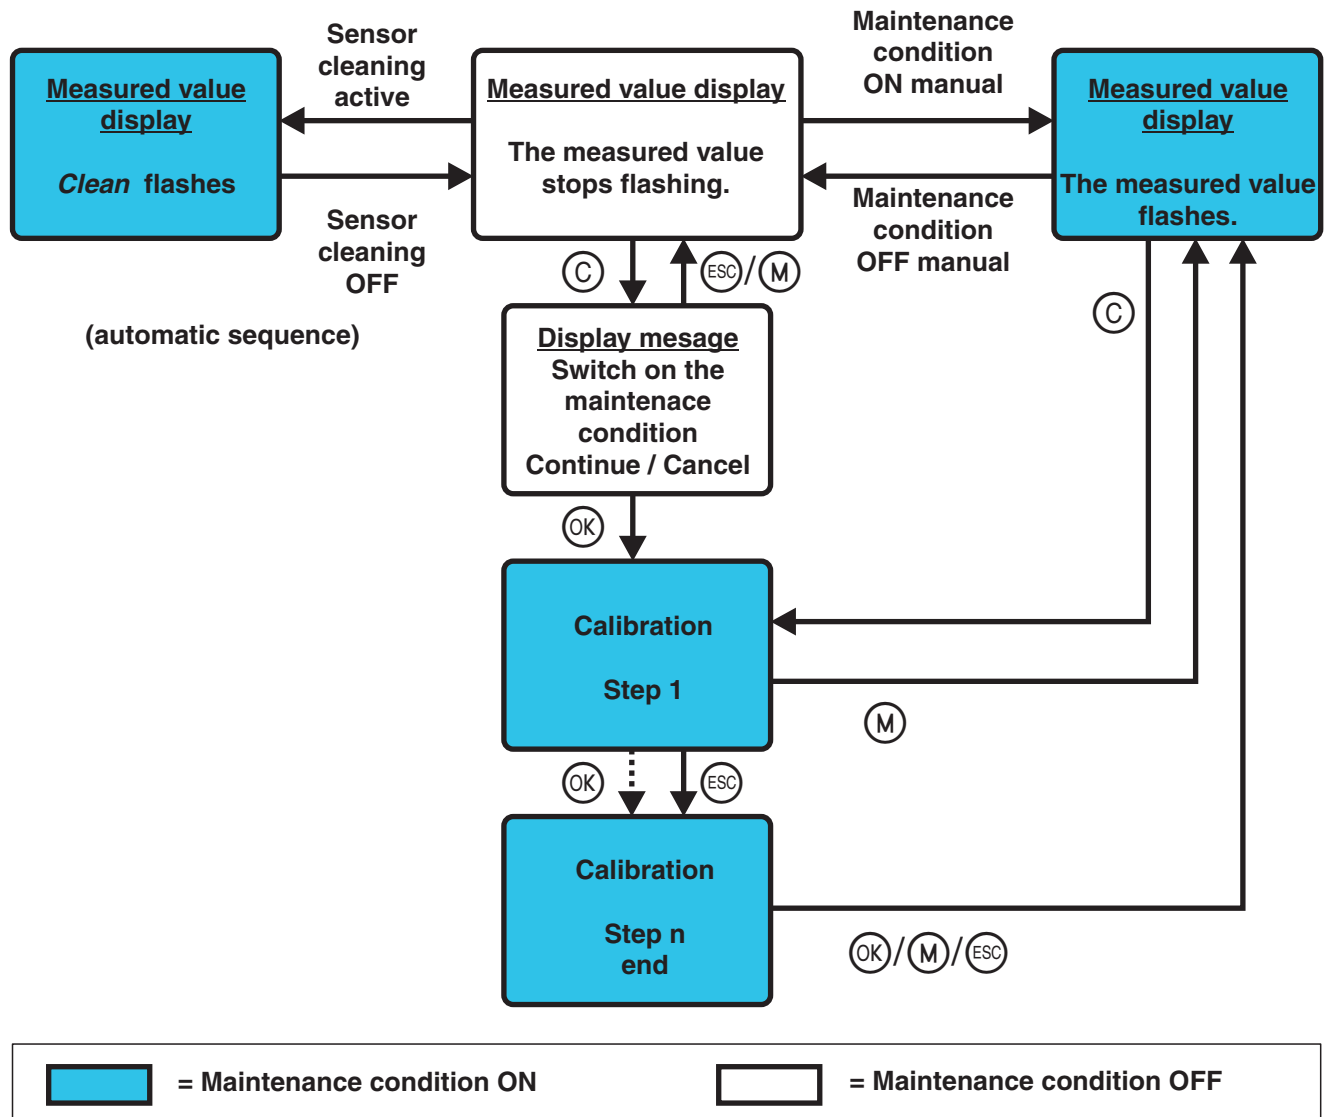 Sensor
cleaning
active
Maintenance
condition
ON manual
Measured value
display
Clean flashes
Measured value display
The measured value
stops flashing.
Measured value
display
The measured value
flashes.
Sensor
cleaning
OFF
Maintenance
condition
OFF manual
(automatic sequence)
C
ESC/M
C
Display mesage
Switch on the
maintenace
condition
Continue / Cancel
OK
Calibration
Step 1
M
OK
ESC
Calibration
Step n
end
OK/M/ESC
= Maintenance condition ON
= Maintenance condition OFF